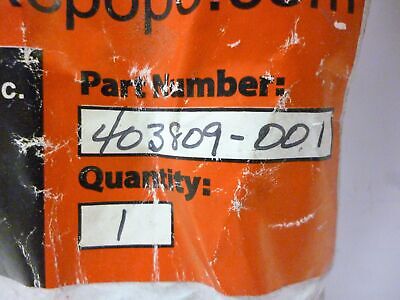 c.
Part Number:
403809-001
Quantity:
1